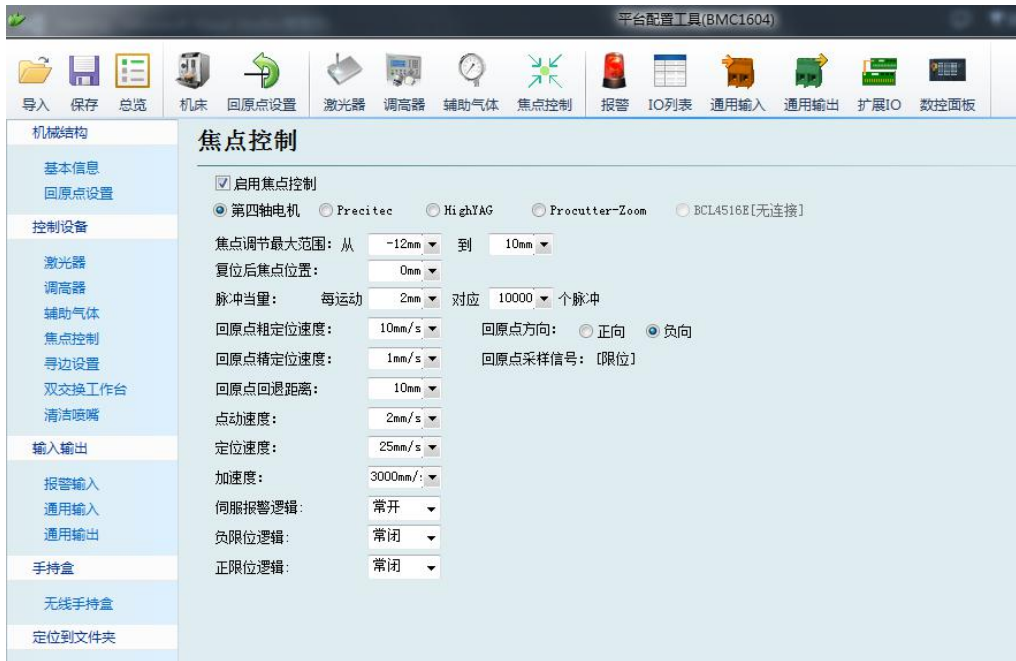 平台配置工具(BMC1604)
导入 保存 总览 机床 回原点设置 激光器 调高器 辅助气体 焦点控制 报警 IO列表 通用输入 通用输出 扩展IO 数控面板
机械结构
基本信息
回原点设置
控制设备
激光器
调高器
辅助气体
焦点控制
寻边设置
双交换工作台
清洁喷嘴
输入输出
报警输入
通用输入
通用输出
手持盒
无线手持盒
定位到文件夹
焦点控制
启用焦点控制
第四轴电机 Precitec HighYAG Procutter-Zoom BCL4516E[无连接]
焦点调节最大范围: 从 -12mm 到 10mm
复位后焦点位置: 0mm
脉冲当量: 每运动 2mm 对应 10000 个脉冲
回原点粗定位速度: 10mm/s 回原点方向: 正向 负向
回原点精定位速度: 1mm/s 回原点采样信号: [限位]
回原点回退距离: 10mm
点动速度: 2mm/s
定位速度: 25mm/s
加速度: 3000mm/
伺服报警逻辑: 常开
负限位逻辑: 常闭
正限位逻辑: 常闭